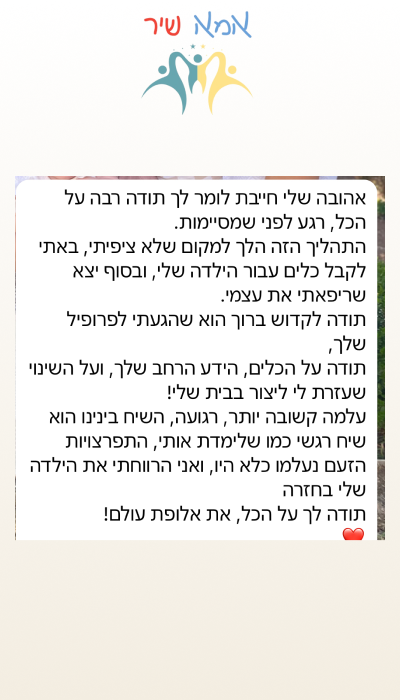 אמא שיר
אהובה שלי חייבת לומר לך תודה רבה על
הכל, רגע לפני שמסיימות.
התהליך הזה הלך למקום שלא ציפיתי, באתי
לקבל כלים עבור הילדה שלי, ובסוף יצא
שריפאתי את עצמי.
תודה לקדוש ברוך הוא שהגעתי לפרופיל
שלך,
תודה על הכלים, הידע הרחב שלך, ועל השינוי
שעזרת לי ליצור בבית שלי!
עלמה קשובה יותר, רגועה, השיח בינינו הוא
שיח רגשי כמו שלימדת אותי, התפרצויות
הזעם נעלמו כלא היו, ואני הרווחתי את הילדה
שלי בחזרה
תודה לך על הכל, את אלופת עולם!
❤️